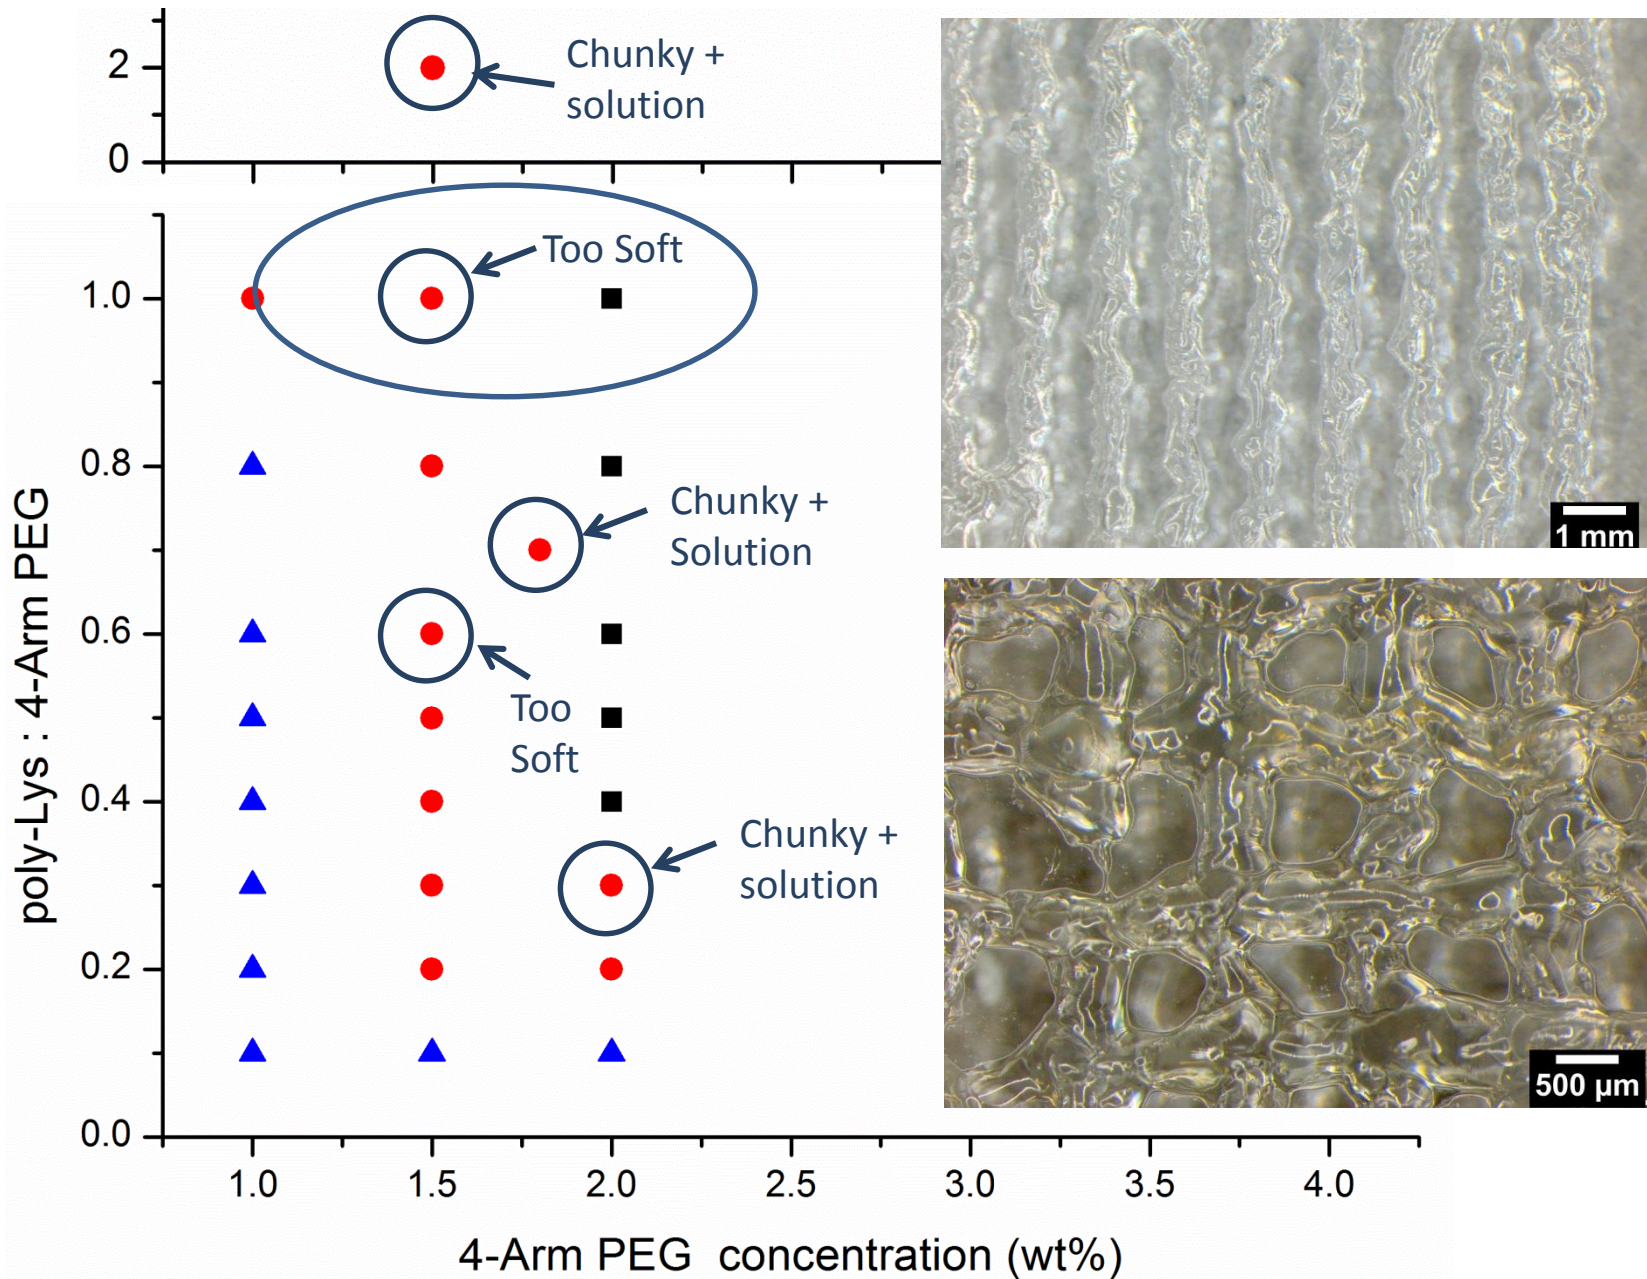 2
0
Chunky +
solution
Too Soft
1.0
0.8
0.6
0.4
0.2
0.0
Chunky +
Solution
Too
Soft
Chunky +
solution
poly-Lys : 4-Arm PEG
1.0
1.5
2.0
2.5
3.0
3.5
4.0
4-Arm PEG concentration (wt%)
1 mm
500 µm